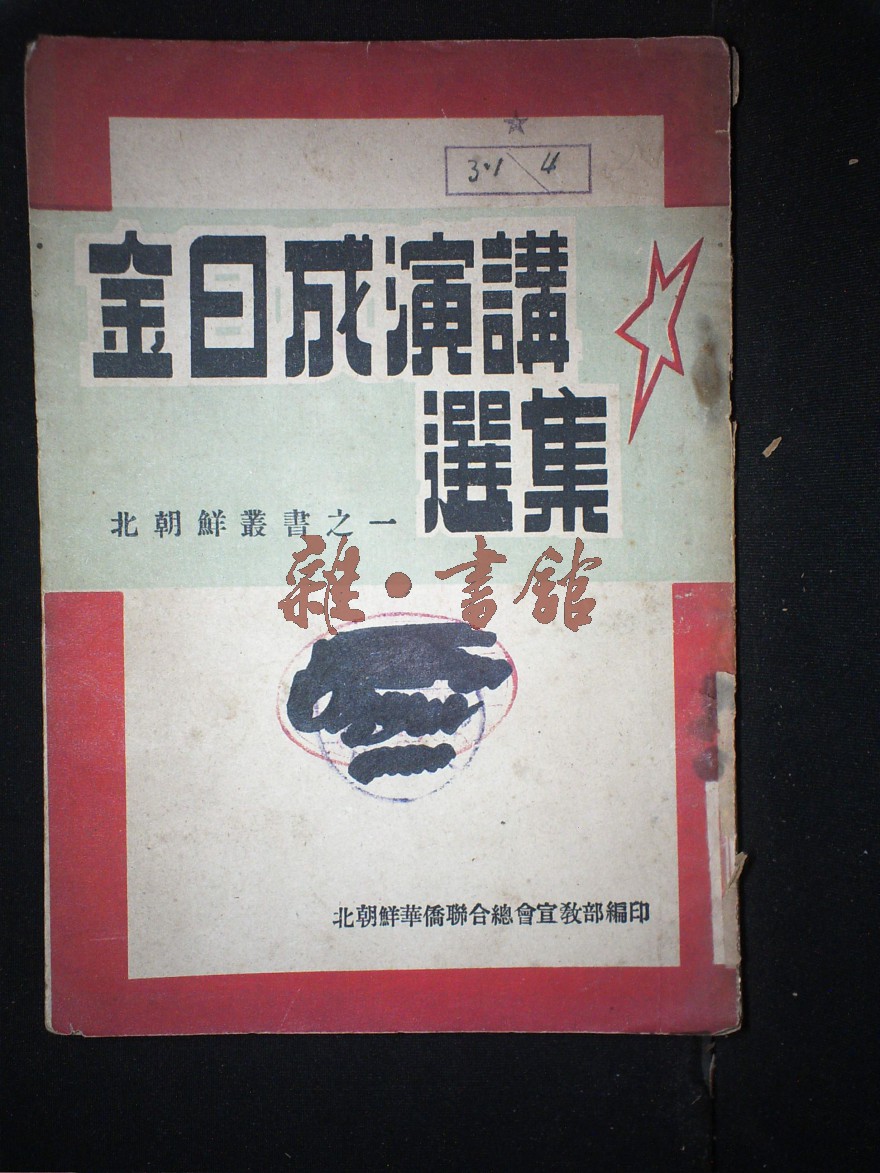 3·1 4
金日成演講
選集
北朝鮮叢書之一
雜·書館
北朝鮮華僑聯合總會宣教部編印